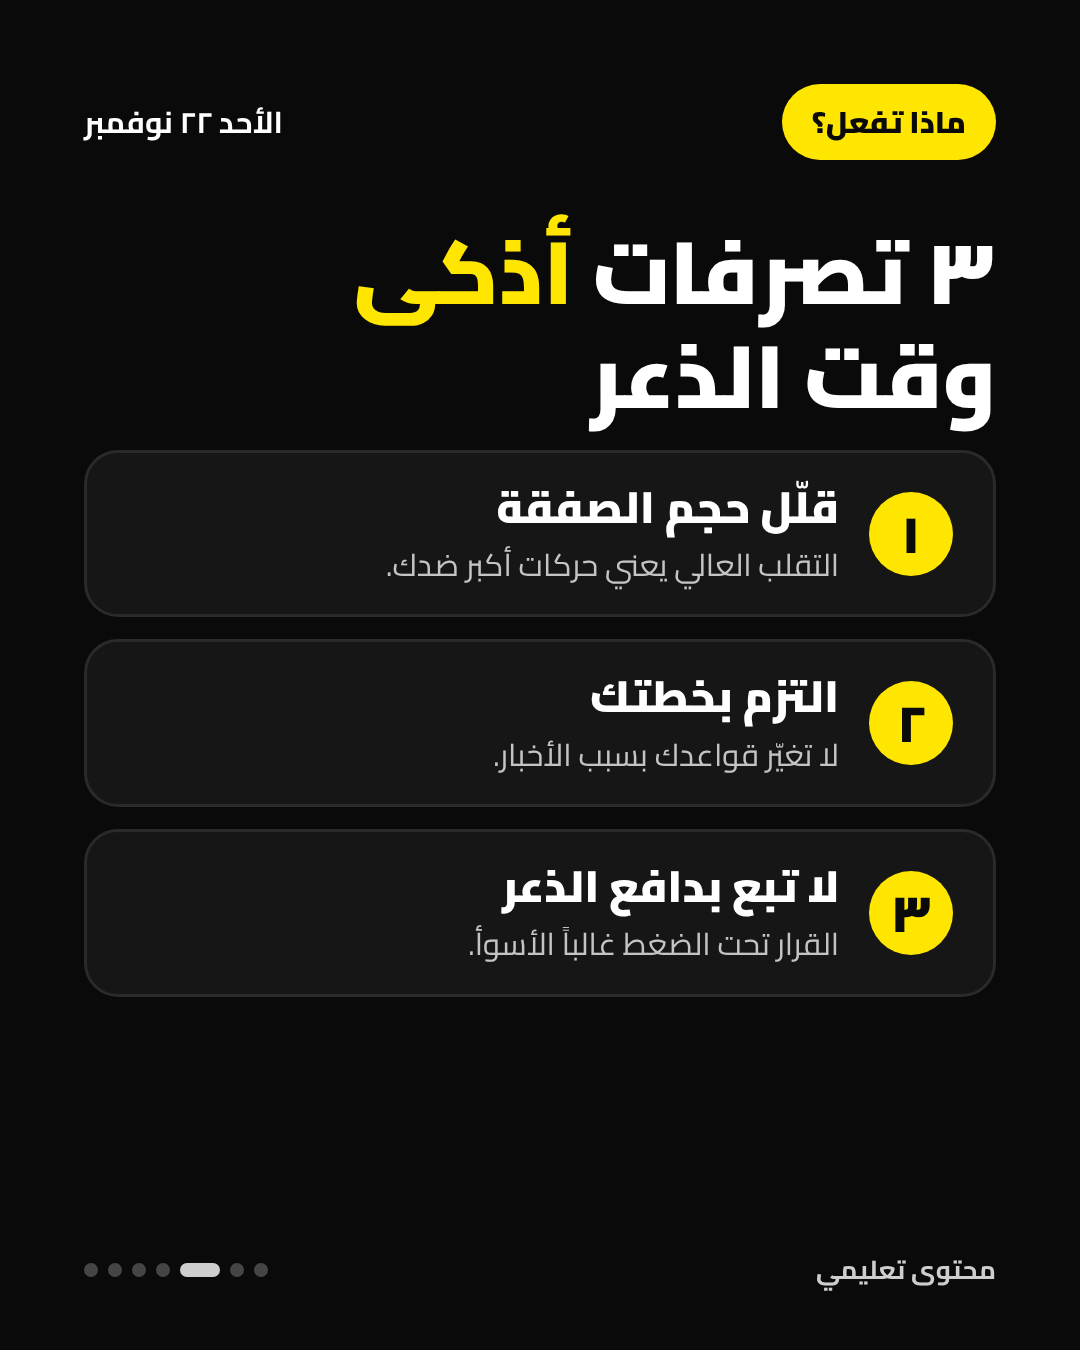 ماذا تفعل؟
الأحد ٢٢ نوفمبر
٣ تصرفات أذكى
وقت الذعر
١
قلّل حجم الصفقة
التقلب العالي يعني حركات أكبر ضدك.
٢
التزم بخطتك
لا تغيّر قواعدك بسبب الأخبار.
٣
لا تبع بدافع الذعر
القرار تحت الضغط غالباً الأسوأ.
محتوى تعليمي